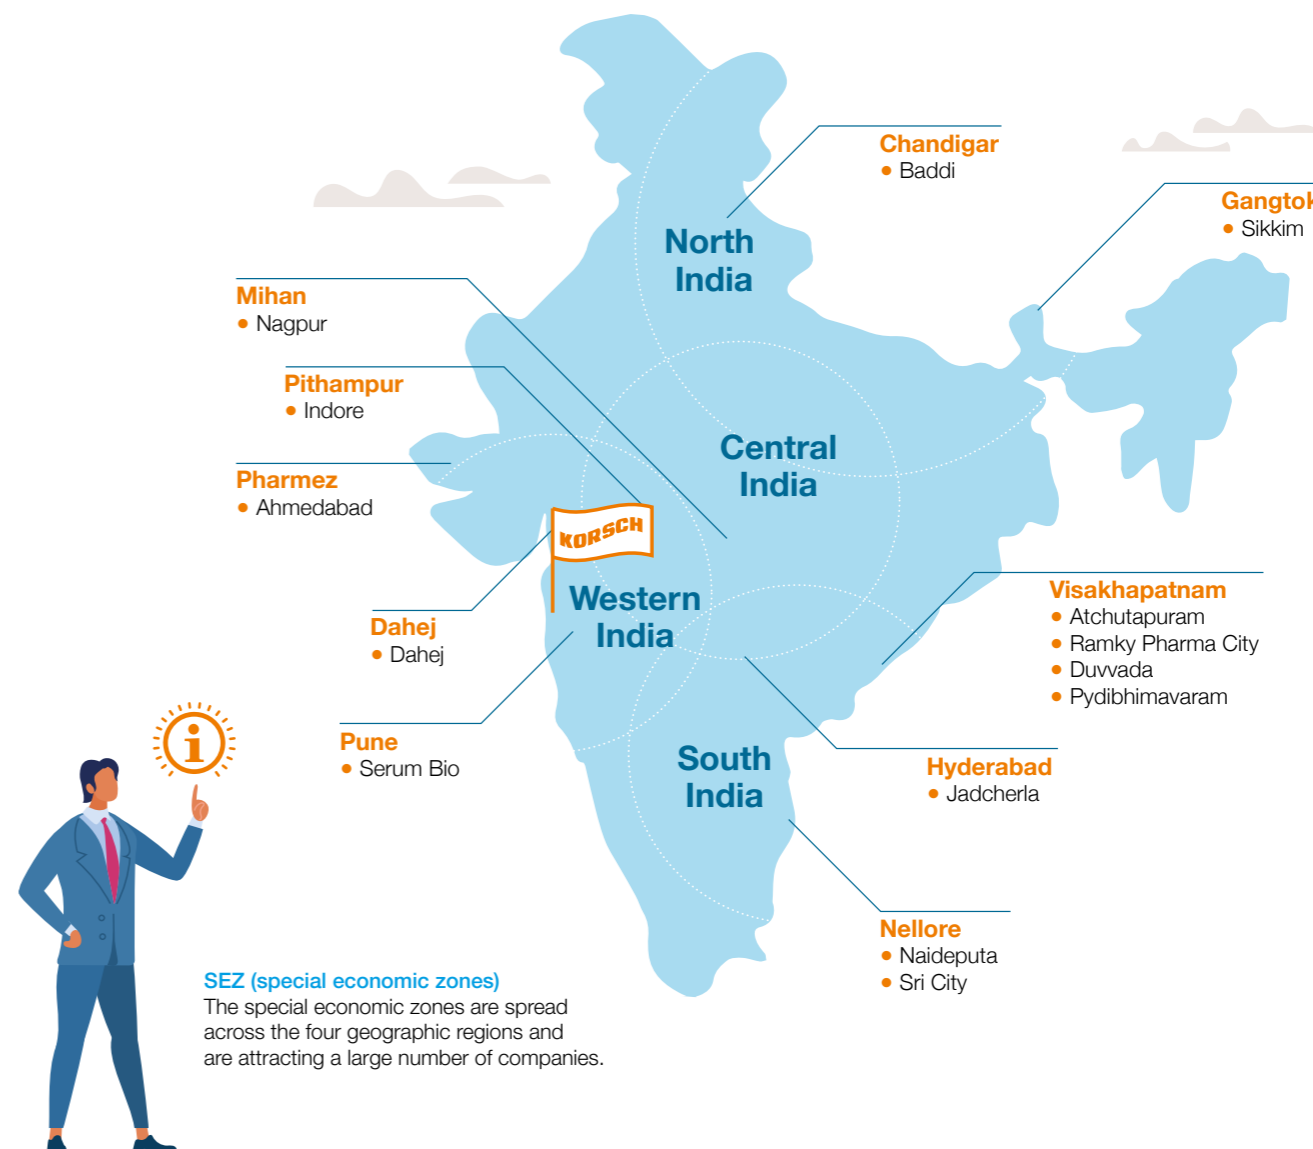 Chandigar
• Baddi
Gangtok
• Sikkim
North
India
Mihan
• Nagpur
Pithampur
• Indore
Central
India
Pharmez
• Ahmedabad
KORSCH
Western
India
Visakhapatnam
• Atchutapuram
• Ramky Pharma City
• Duvvada
• Pydibhimavaram
Dahej
• Dahej
Pune
• Serum Bio
South
India
Hyderabad
• Jadcherla
Nellore
• Naideputa
• Sri City
i
SEZ (special economic zones)
The special economic zones are spread
across the four geographic regions and
are attracting a large number of companies.